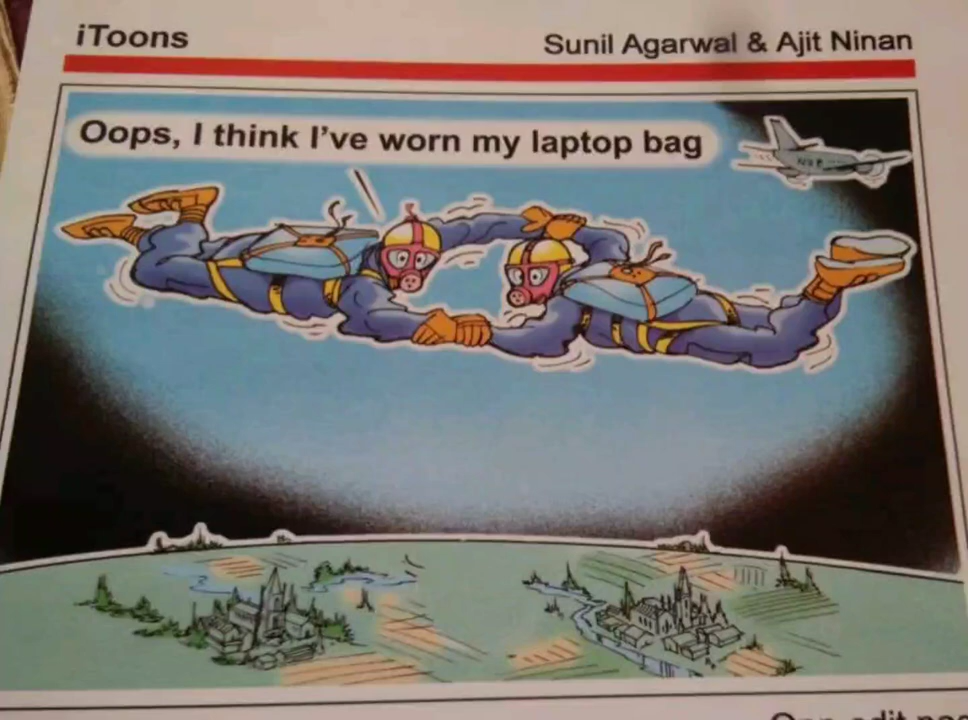 iToons
Sunil Agarwal & Ajit Ninan
Oops, I think I've worn my laptop bag